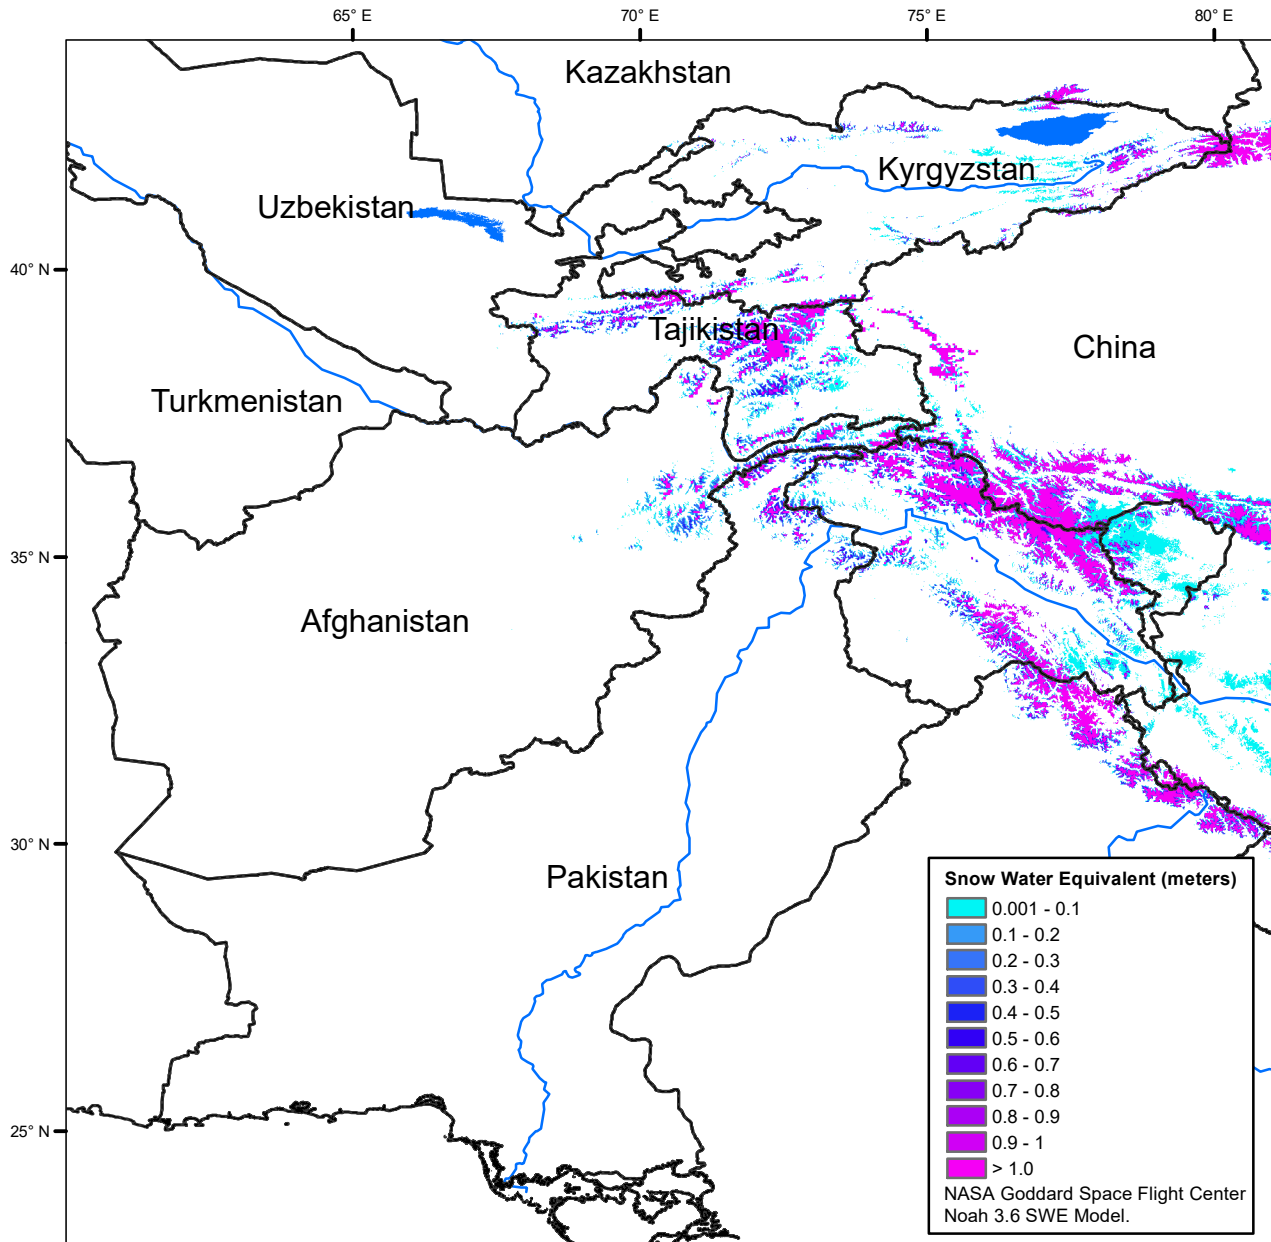 65° E
70° E
75° E
80° E
Kazakhstan
Kyrgyzstan
Uzbekistan
40° N
Tajikistan
China
Turkmenistan
35° N
Afghanistan
30° N
Pakistan
25° N
Snow Water Equivalent (meters)
0.001 - 0.1
0.1 - 0.2
0.2 - 0.3
0.3 - 0.4
0.4 - 0.5
0.5 - 0.6
0.6 - 0.7
0.7 - 0.8
0.8 - 0.9
0.9 - 1
> 1.0
NASA Goddard Space Flight Center
Noah 3.6 SWE Model.